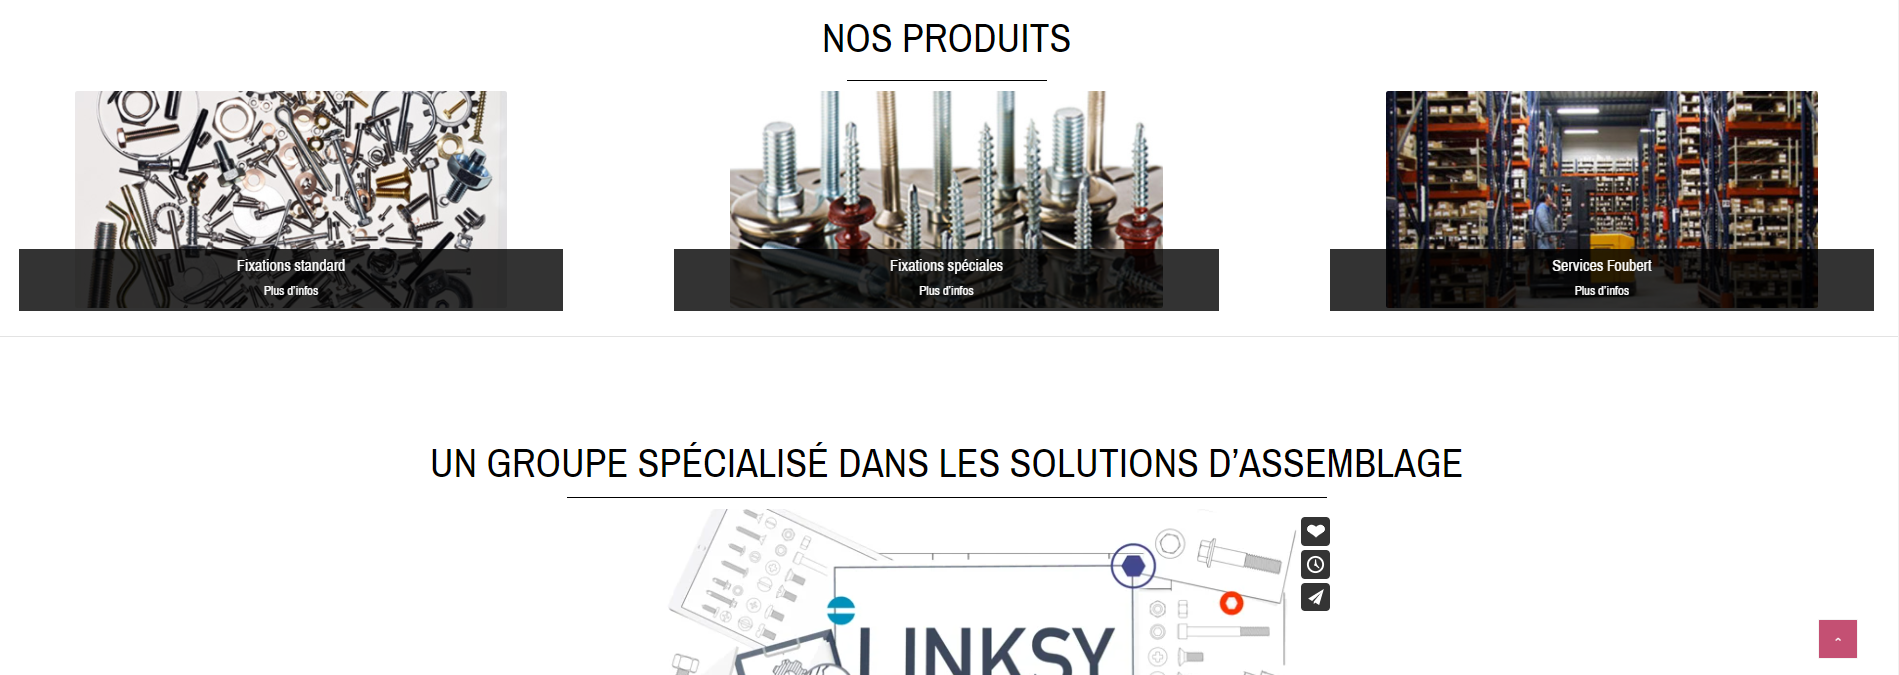 NOS PRODUITS
Fixations standard
Plus d’infos
Fixations spéciales
Plus d’infos
Services Foubert
Plus d’infos
UN GROUPE SPÉCIALISÉ DANS LES SOLUTIONS D’ASSEMBLAGE
LINKSY